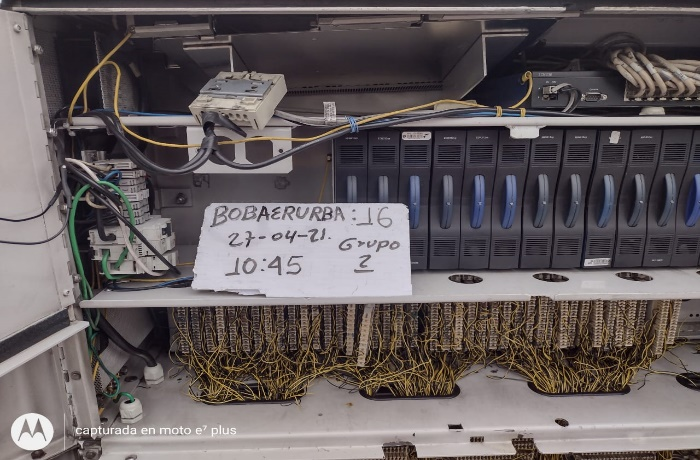 BOBAERURBA:16
27-04-21.
Grupo
10:45 2
capturada en moto e⁷ plus